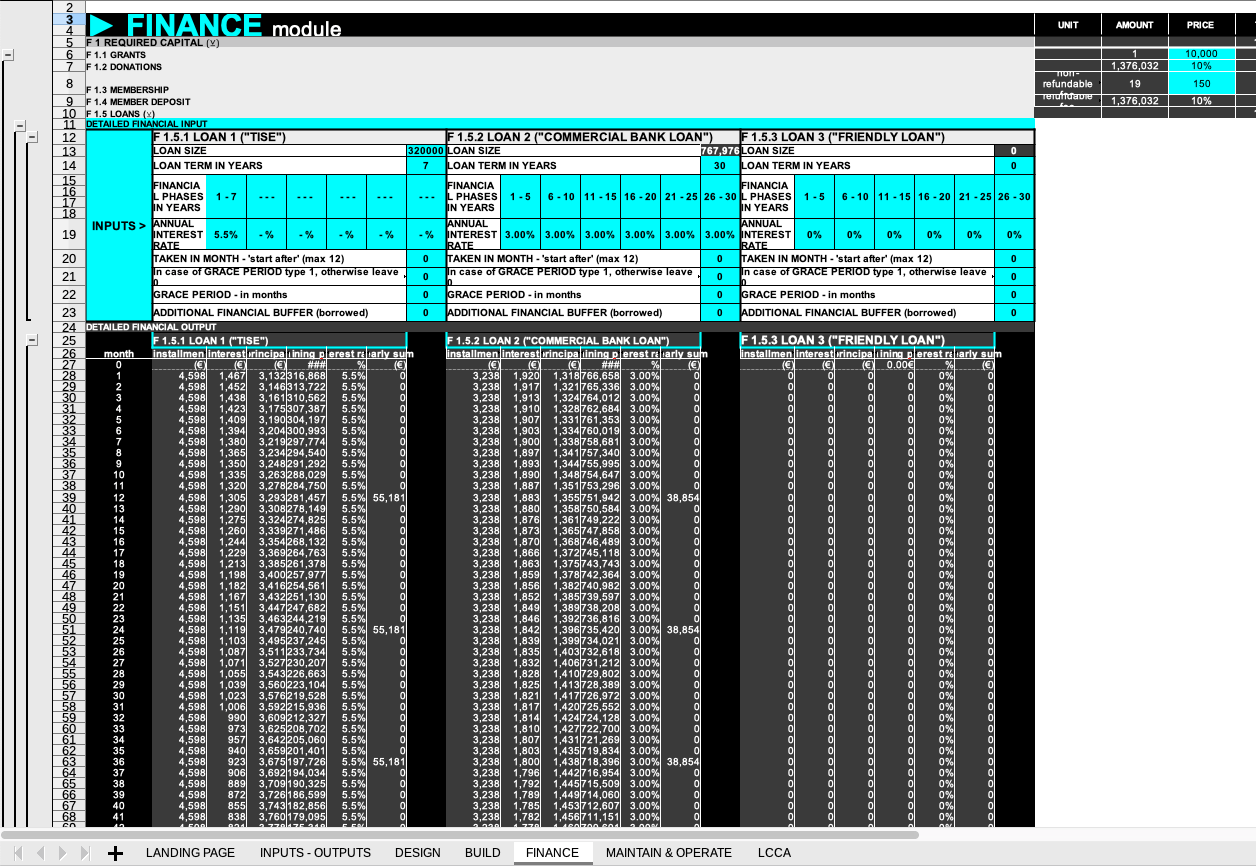 2
3 ▶ FINANCE module UNIT AMOUNT PRICE
4
5 F 1 REQUIRED CAPITAL (¥)
6 F 1.1 GRANTS 1 10,000
7 F 1.2 DONATIONS 1,376,032 10%
8 F 1.3 MEMBERSHIP non-refundable 19 150
9 F 1.4 MEMBER DEPOSIT refundable 1,376,032 10%
10 F 1.5 LOANS (¥)
11 DETAILED FINANCIAL INPUT
12 F 1.5.1 LOAN 1 ("TISE") F 1.5.2 LOAN 2 ("COMMERCIAL BANK LOAN") F 1.5.3 LOAN 3 ("FRIENDLY LOAN")
13 LOAN SIZE 320000 LOAN SIZE 767,976 LOAN SIZE 0
14 LOAN TERM IN YEARS 7 LOAN TERM IN YEARS 30 LOAN TERM IN YEARS 0
15
16 FINANCIAL PHASES IN YEARS 1 - 7 - - - - - - - - - - - - - - - FINANCIAL PHASES IN YEARS 1 - 5 6 - 10 11 - 15 16 - 20 21 - 25 26 - 30 FINANCIAL PHASES IN YEARS 1 - 5 6 - 10 11 - 15 16 - 20 21 - 25 26 - 30
17
18
INPUTS >
19 ANNUAL INTEREST RATE 5.5% - % - % - % - % - % ANNUAL INTEREST RATE 3.00% 3.00% 3.00% 3.00% 3.00% 3.00% ANNUAL INTEREST RATE 0% 0% 0% 0% 0% 0%
20 TAKEN IN MONTH - 'start after' (max 12) 0 TAKEN IN MONTH - 'start after' (max 12) 0 TAKEN IN MONTH - 'start after' (max 12) 0
21 In case of GRACE PERIOD type 1, otherwise leave 0 0 In case of GRACE PERIOD type 1, otherwise leave 0 0 In case of GRACE PERIOD type 1, otherwise leave 0 0
22 GRACE PERIOD - in months 0 GRACE PERIOD - in months 0 GRACE PERIOD - in months 0
23 ADDITIONAL FINANCIAL BUFFER (borrowed) 0 ADDITIONAL FINANCIAL BUFFER (borrowed) 0 ADDITIONAL FINANCIAL BUFFER (borrowed) 0
24 DETAILED FINANCIAL OUTPUT
25 F 1.5.1 LOAN 1 ("TISE") F 1.5.2 LOAN 2 ("COMMERCIAL BANK LOAN") F 1.5.3 LOAN 3 ("FRIENDLY LOAN")
26 month installmen interest rincipa ining p erest ra early sum installmen interest rincipa ining p erest ra early sum installmen interest rincipa ining p erest ra early sum
27 0 (€) (€) (€) ### % (€) (€) (€) (€) ### % (€) (€) (€) (€) 0.00€ % (€)
28 1 4,598 1,467 3,132 316,868 5.5% 0 3,238 1,920 1,318 766,658 3.00% 0 0 0 0 0 0% 0
29 2 4,598 1,452 3,146 313,722 5.5% 0 3,238 1,917 1,321 765,336 3.00% 0 0 0 0 0 0% 0
30 3 4,598 1,438 3,161 310,562 5.5% 0 3,238 1,913 1,324 764,012 3.00% 0 0 0 0 0 0% 0
31 4 4,598 1,423 3,175 307,387 5.5% 0 3,238 1,910 1,328 762,684 3.00% 0 0 0 0 0 0% 0
32 5 4,598 1,409 3,190 304,197 5.5% 0 3,238 1,907 1,331 761,353 3.00% 0 0 0 0 0 0% 0
33 6 4,598 1,394 3,204 300,993 5.5% 0 3,238 1,903 1,334 760,019 3.00% 0 0 0 0 0 0% 0
34 7 4,598 1,380 3,219 297,774 5.5% 0 3,238 1,900 1,338 758,681 3.00% 0 0 0 0 0 0% 0
35 8 4,598 1,365 3,234 294,540 5.5% 0 3,238 1,897 1,341 757,340 3.00% 0 0 0 0 0 0% 0
36 9 4,598 1,350 3,248 291,292 5.5% 0 3,238 1,893 1,344 755,995 3.00% 0 0 0 0 0 0% 0
37 10 4,598 1,335 3,263 288,029 5.5% 0 3,238 1,890 1,348 754,647 3.00% 0 0 0 0 0 0% 0
38 11 4,598 1,320 3,278 284,750 5.5% 0 3,238 1,887 1,351 753,296 3.00% 0 0 0 0 0 0% 0
39 12 4,598 1,305 3,293 281,457 5.5% 55,181 3,238 1,883 1,355 751,942 3.00% 38,854 0 0 0 0 0% 0
40 13 4,598 1,290 3,308 278,149 5.5% 0 3,238 1,880 1,358 750,584 3.00% 0 0 0 0 0 0% 0
41 14 4,598 1,275 3,324 274,825 5.5% 0 3,238 1,876 1,361 749,222 3.00% 0 0 0 0 0 0% 0
42 15 4,598 1,260 3,339 271,486 5.5% 0 3,238 1,873 1,365 747,858 3.00% 0 0 0 0 0 0% 0
43 16 4,598 1,244 3,354 268,132 5.5% 0 3,238 1,870 1,368 746,489 3.00% 0 0 0 0 0 0% 0
44 17 4,598 1,229 3,369 264,763 5.5% 0 3,238 1,866 1,372 745,118 3.00% 0 0 0 0 0 0% 0
45 18 4,598 1,213 3,385 261,378 5.5% 0 3,238 1,863 1,375 743,743 3.00% 0 0 0 0 0 0% 0
46 19 4,598 1,198 3,400 257,977 5.5% 0 3,238 1,859 1,378 742,364 3.00% 0 0 0 0 0 0% 0
47 20 4,598 1,182 3,416 254,561 5.5% 0 3,238 1,856 1,382 740,982 3.00% 0 0 0 0 0 0% 0
48 21 4,598 1,167 3,432 251,130 5.5% 0 3,238 1,852 1,385 739,597 3.00% 0 0 0 0 0 0% 0
49 22 4,598 1,151 3,447 247,682 5.5% 0 3,238 1,849 1,389 738,208 3.00% 0 0 0 0 0 0% 0
50 23 4,598 1,135 3,463 244,219 5.5% 0 3,238 1,846 1,392 736,816 3.00% 0 0 0 0 0 0% 0
51 24 4,598 1,119 3,479 240,740 5.5% 55,181 3,238 1,842 1,396 735,420 3.00% 38,854 0 0 0 0 0% 0
52 25 4,598 1,103 3,495 237,245 5.5% 0 3,238 1,839 1,399 734,021 3.00% 0 0 0 0 0 0% 0
53 26 4,598 1,087 3,511 233,734 5.5% 0 3,238 1,835 1,403 732,618 3.00% 0 0 0 0 0 0% 0
54 27 4,598 1,071 3,527 230,207 5.5% 0 3,238 1,832 1,406 731,212 3.00% 0 0 0 0 0 0% 0
55 28 4,598 1,055 3,543 226,663 5.5% 0 3,238 1,828 1,410 729,802 3.00% 0 0 0 0 0 0% 0
56 29 4,598 1,039 3,560 223,104 5.5% 0 3,238 1,825 1,413 728,389 3.00% 0 0 0 0 0 0% 0
57 30 4,598 1,023 3,576 219,528 5.5% 0 3,238 1,821 1,417 726,972 3.00% 0 0 0 0 0 0% 0
58 31 4,598 1,006 3,592 215,936 5.5% 0 3,238 1,817 1,420 725,552 3.00% 0 0 0 0 0 0% 0
59 32 4,598 990 3,609 212,327 5.5% 0 3,238 1,814 1,424 724,128 3.00% 0 0 0 0 0 0% 0
60 33 4,598 973 3,625 208,702 5.5% 0 3,238 1,810 1,427 722,700 3.00% 0 0 0 0 0 0% 0
61 34 4,598 957 3,642 205,060 5.5% 0 3,238 1,807 1,431 721,269 3.00% 0 0 0 0 0 0% 0
62 35 4,598 940 3,659 201,401 5.5% 0 3,238 1,803 1,435 719,834 3.00% 0 0 0 0 0 0% 0
63 36 4,598 923 3,675 197,726 5.5% 55,181 3,238 1,800 1,438 718,396 3.00% 38,854 0 0 0 0 0% 0
64 37 4,598 906 3,692 194,034 5.5% 0 3,238 1,796 1,442 716,954 3.00% 0 0 0 0 0 0% 0
65 38 4,598 889 3,709 190,325 5.5% 0 3,238 1,792 1,445 715,509 3.00% 0 0 0 0 0 0% 0
66 39 4,598 872 3,726 186,599 5.5% 0 3,238 1,789 1,449 714,060 3.00% 0 0 0 0 0 0% 0
67 40 4,598 855 3,743 182,856 5.5% 0 3,238 1,785 1,453 712,607 3.00% 0 0 0 0 0 0% 0
68 41 4,598 838 3,760 179,095 5.5% 0 3,238 1,782 1,456 711,151 3.00% 0 0 0 0 0 0% 0
LANDING PAGE INPUTS - OUTPUTS DESIGN BUILD FINANCE MAINTAIN & OPERATE LCCA